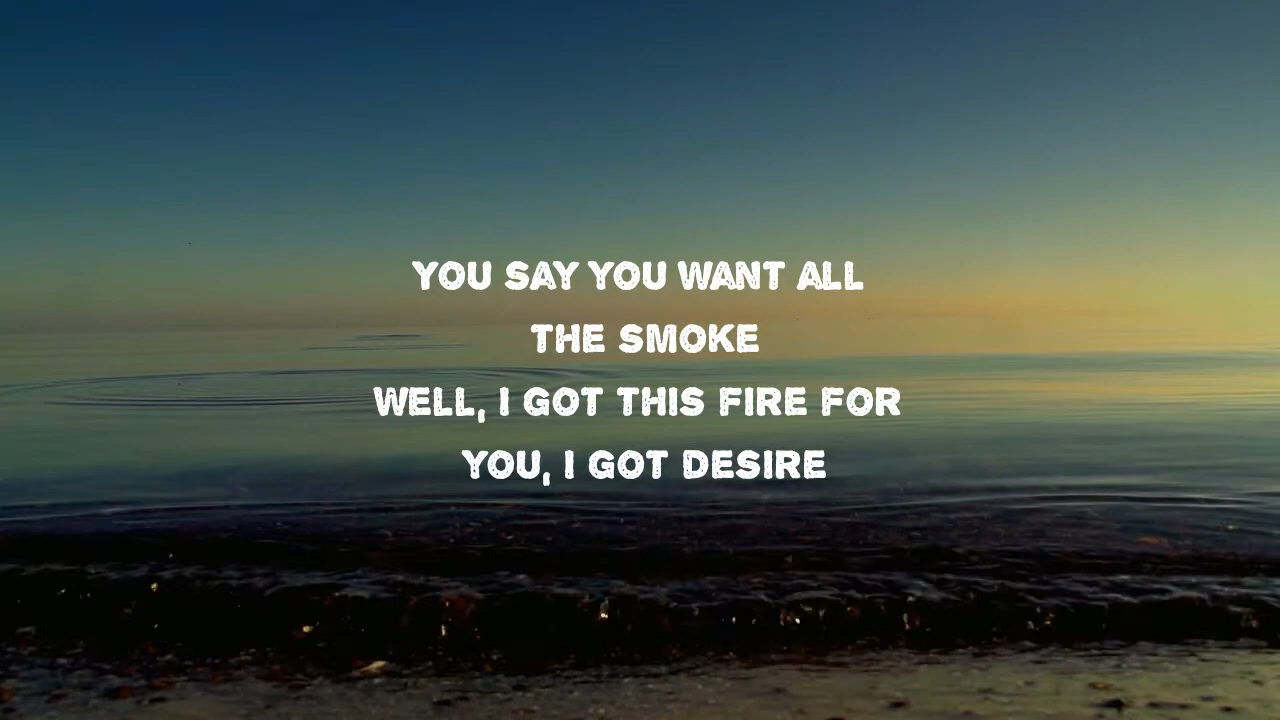 YOU SAY YOU WANT ALL
THE SMOKE
WELL, I GOT THIS FIRE FOR
YOU, I GOT DESIRE